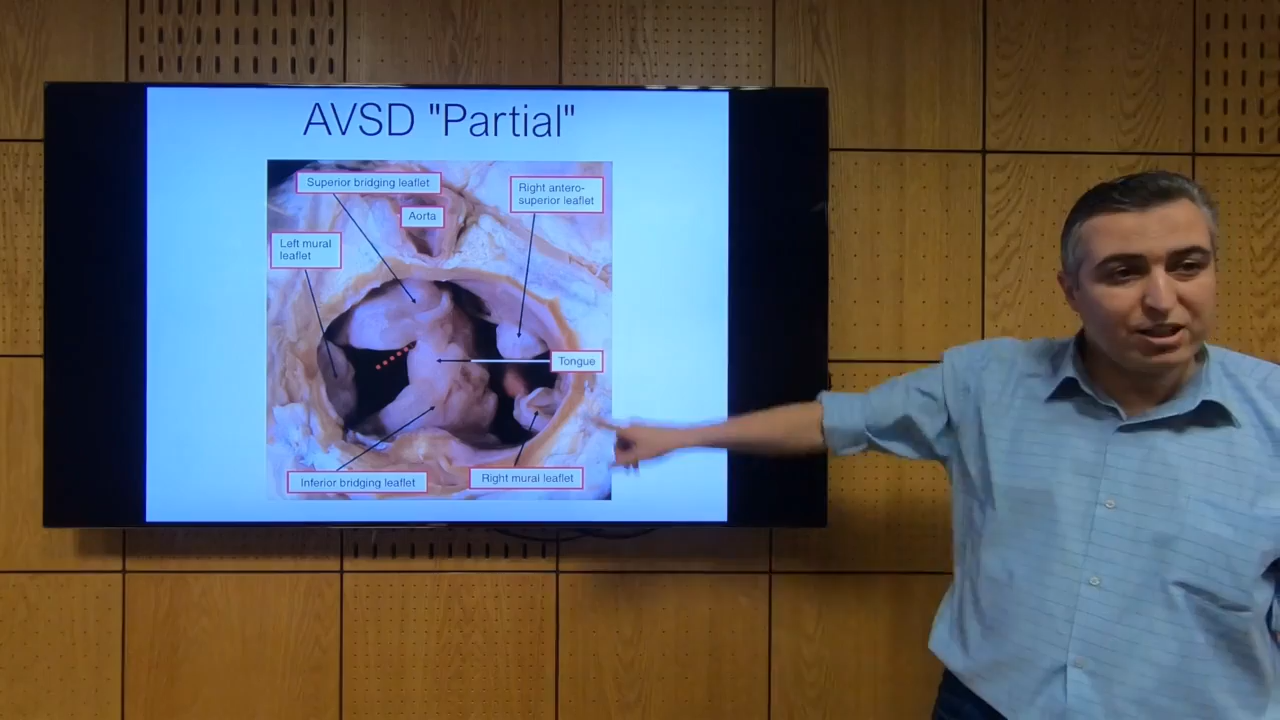 AVSD "Partial"
Superior bridging leaflet
Right antero-
superior leaflet
Aorta
Left mural
leaflet
Tongue
Inferior bridging leaflet
Right mural leaflet